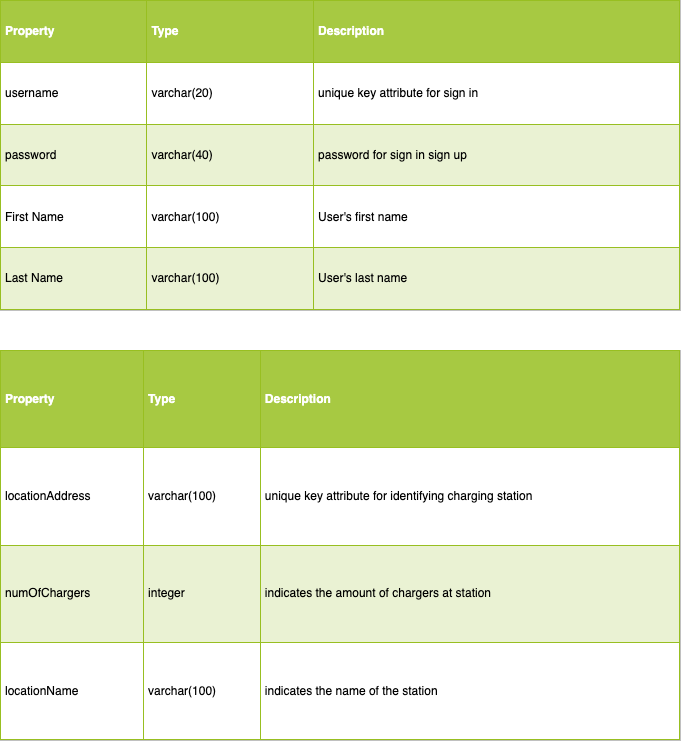 Property Type Description
username varchar(20) unique key attribute for sign in
password varchar(40) password for sign in sign up
First Name varchar(100) User's first name
Last Name varchar(100) User's last name
Property Type Description
locationAddress varchar(100) unique key attribute for identifying charging station
numOfChargers integer indicates the amount of chargers at station
locationName varchar(100) indicates the name of the station